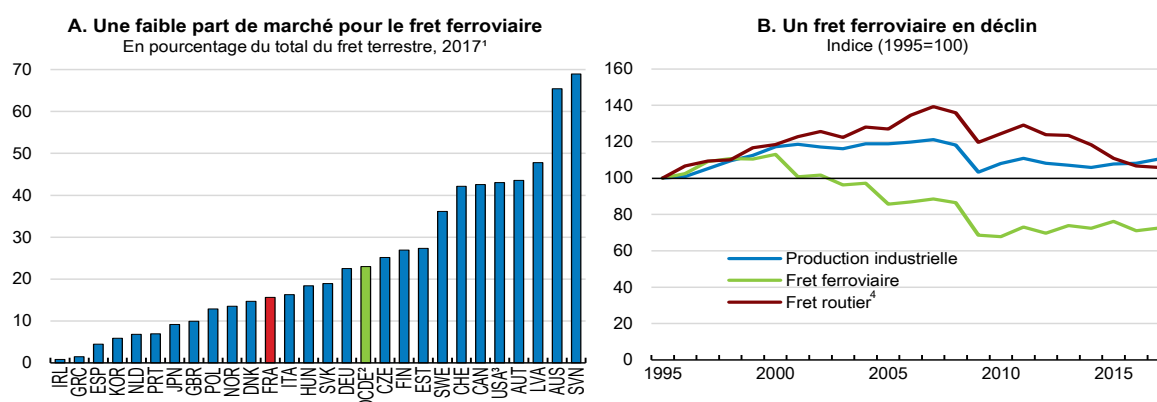 A. Une faible part de marché pour le fret ferroviaire
En pourcentage du total du fret terrestre, 2017¹
70
60
50
40
30
20
10
0
IRL
GRC
ESP
KOR
NLD
PRT
JPN
GBR
POL
NOR
DNK
FRA
ITA
HUN
SVK
DEU
OCDE²
CZE
FIN
EST
SWE
CHE
CAN
USA³
AUT
LVA
AUS
SVN
B. Un fret ferroviaire en déclin
Indice (1995=100)
160
140
120
100
80
60
40
20
0
Production industrielle
Fret ferroviaire
Fret routier⁴
1995
2000
2005
2010
2015